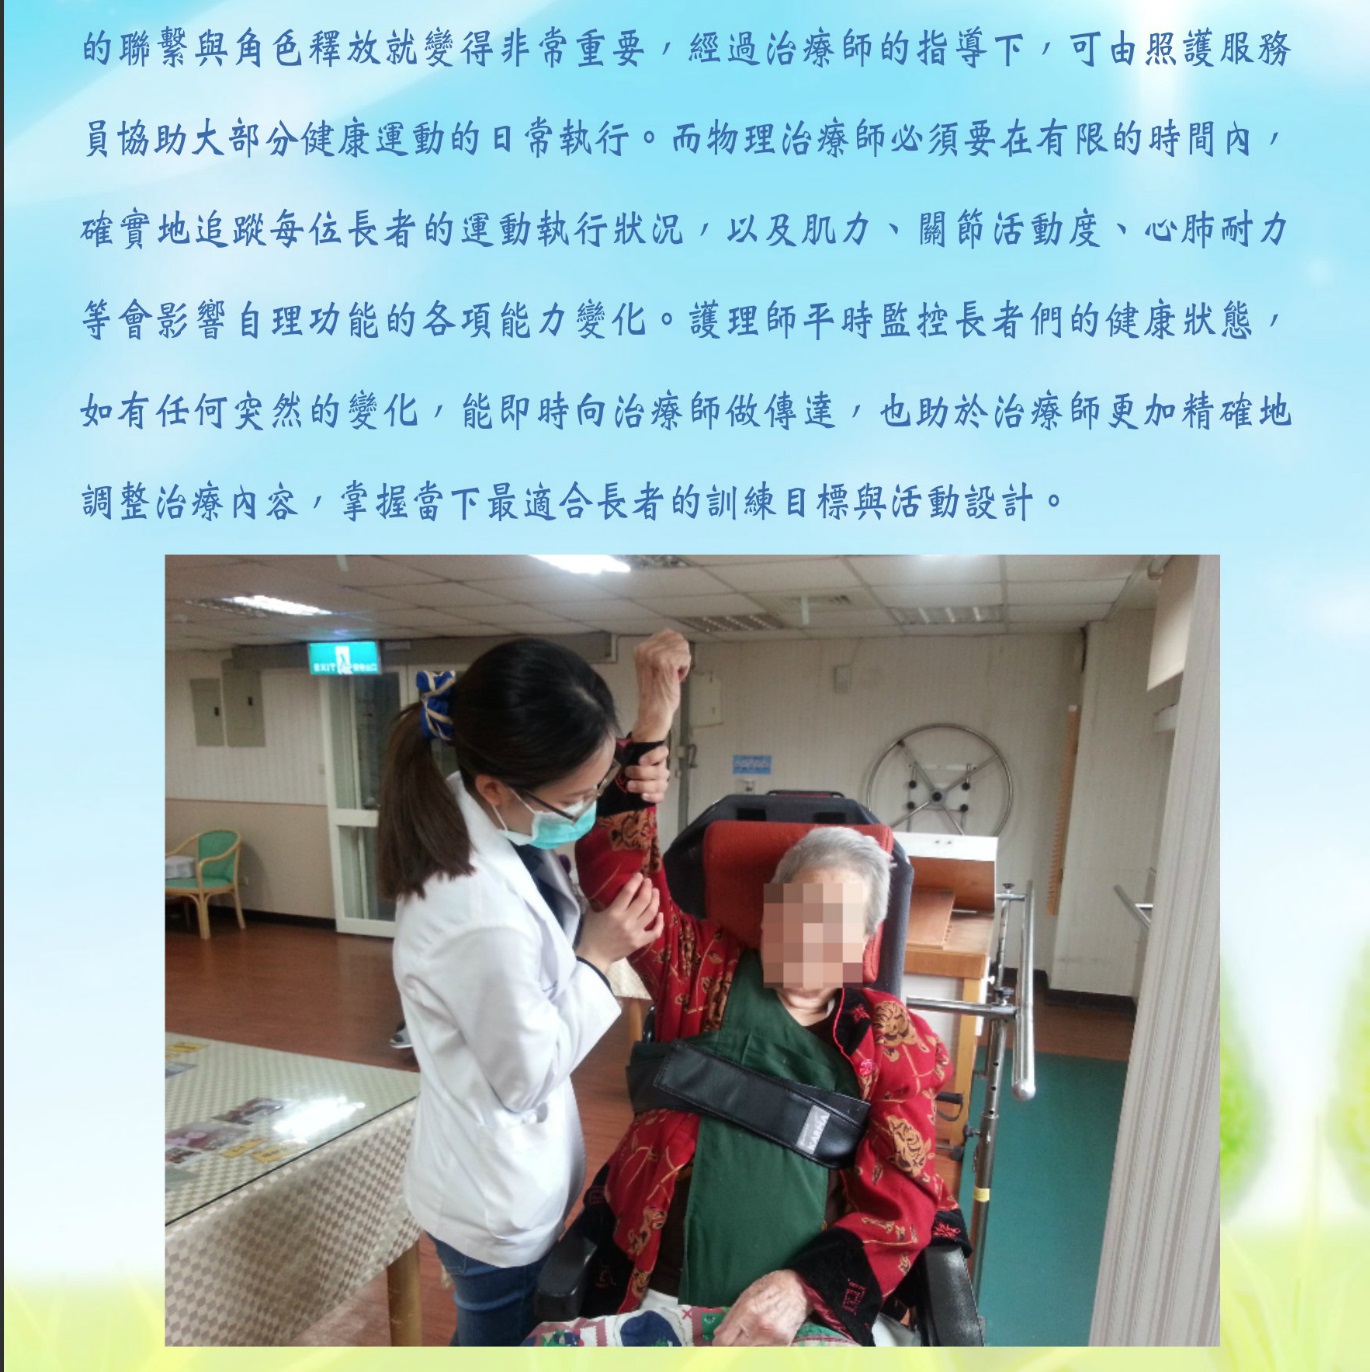 的聯繫與角色釋放就變得非常重要，經過治療師的指導下，可由照護服務
員協助大部分健康運動的日常執行。而物理治療師必須要在有限的時間內，
確實地追蹤每位長者的運動執行狀況，以及肌力、關節活動度、心肺耐力
等會影響自理功能的各項能力變化。護理師平時監控長者們的健康狀態，
如有任何突然的變化，能即時向治療師做傳達，也助於治療師更加精確地
調整治療內容，掌握當下最適合長者的訓練目標與活動設計。
EXIT